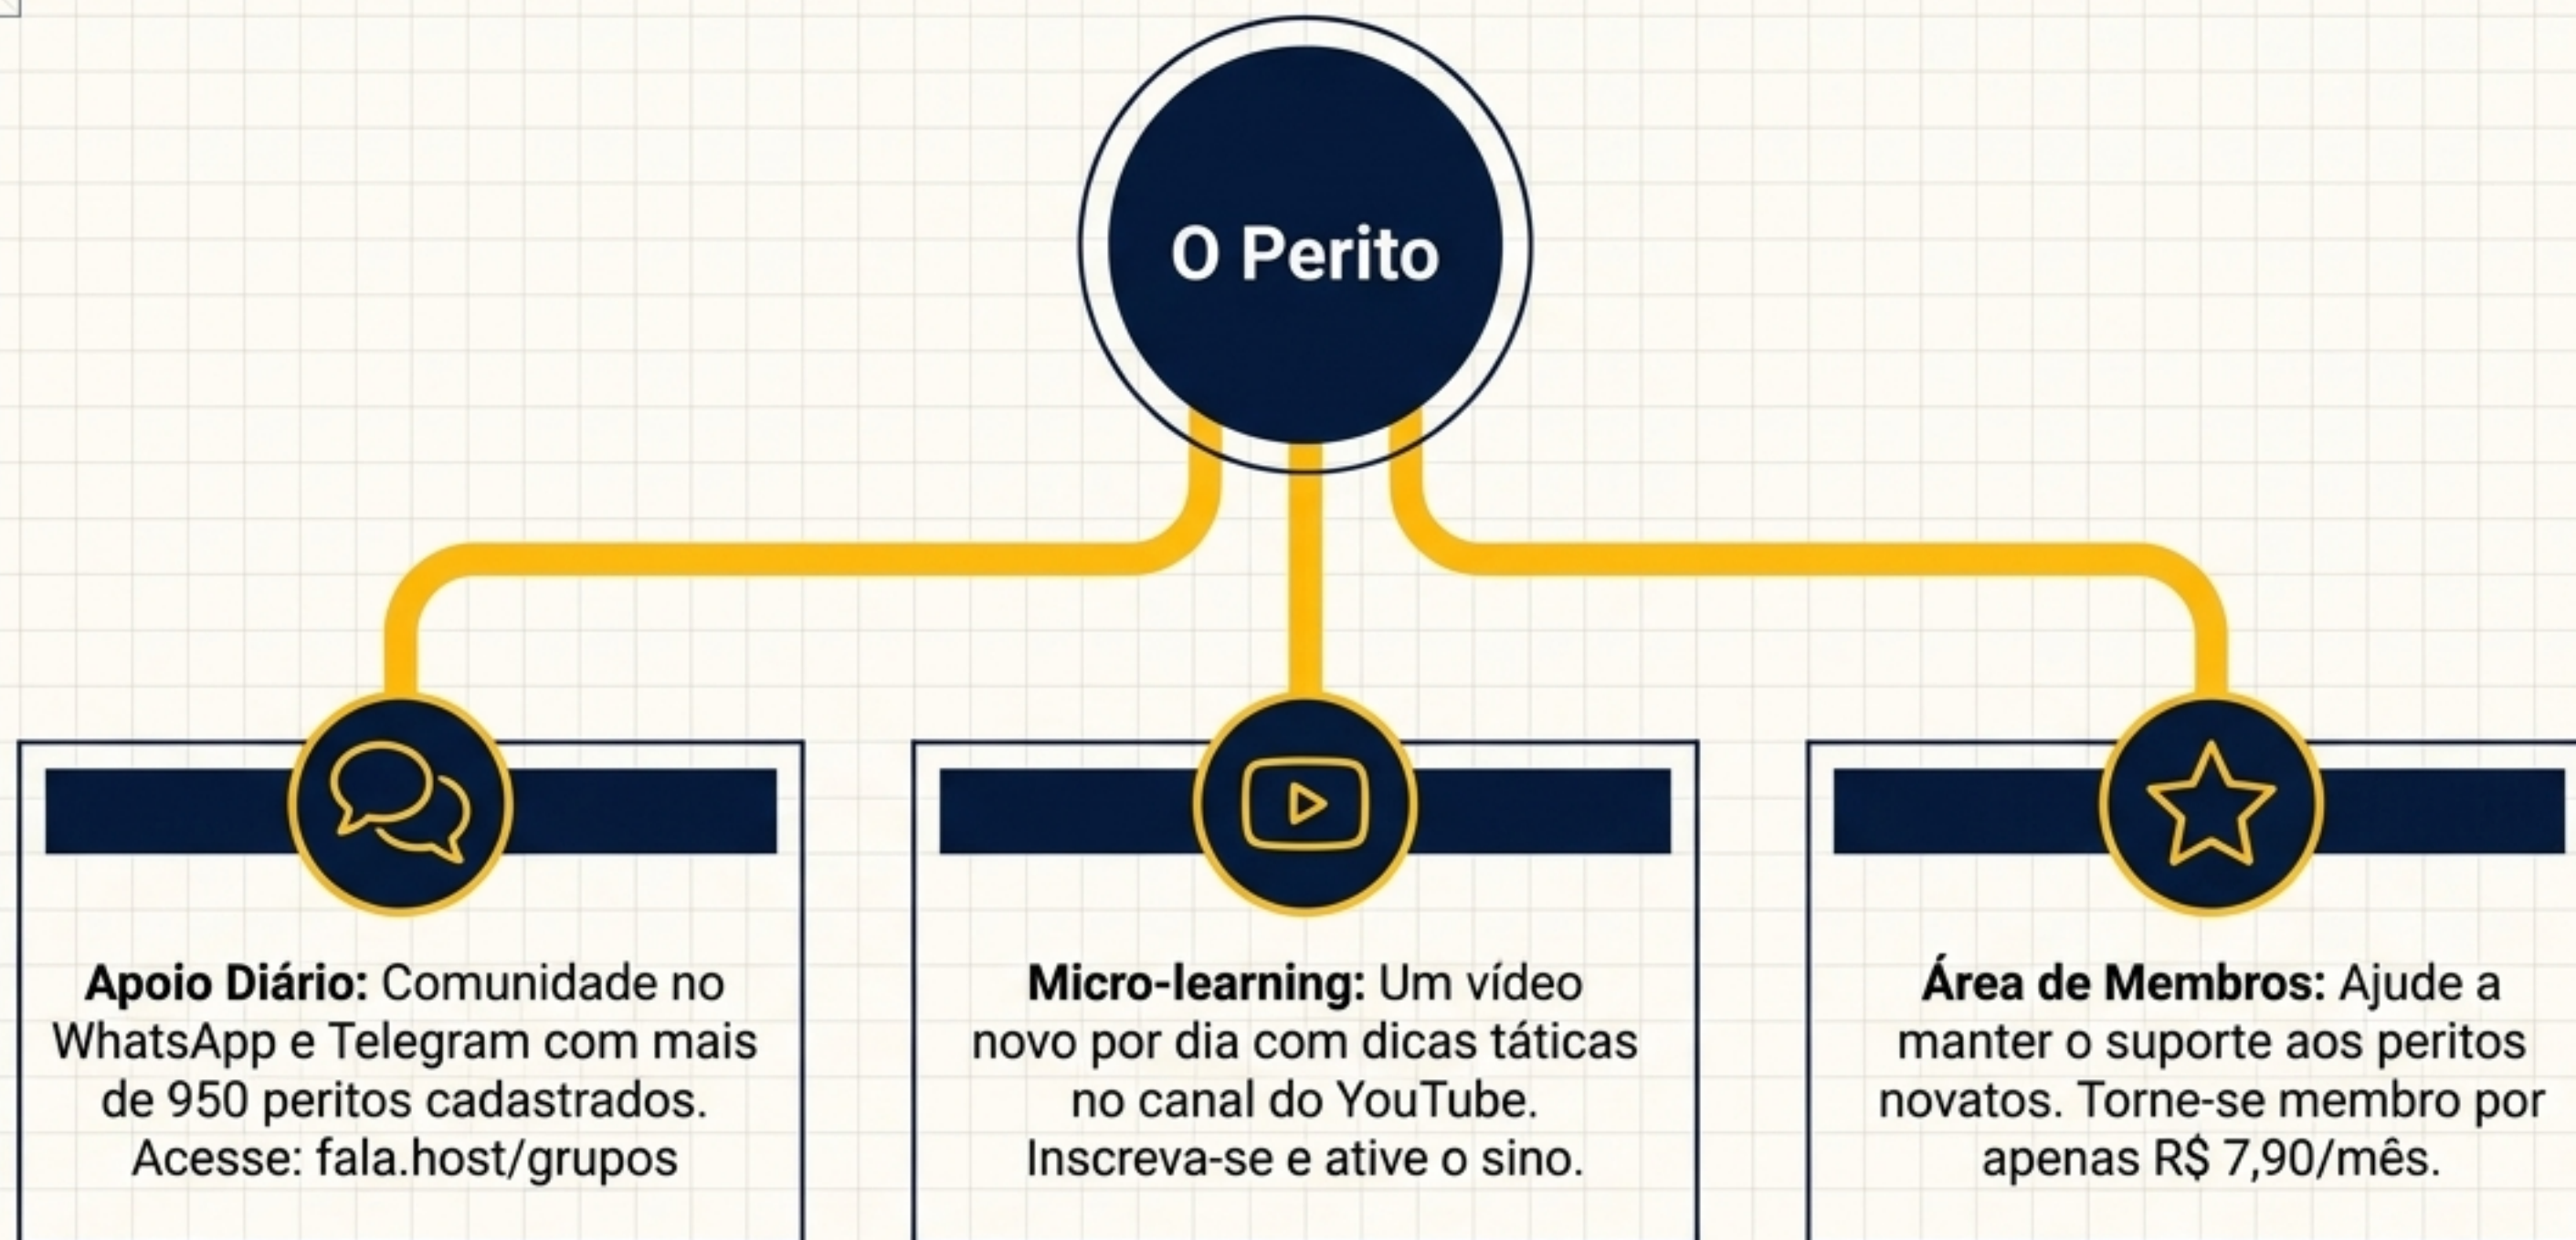 O Perito
Apoio Diário: Comunidade no
WhatsApp e Telegram com mais
de 950 peritos cadastrados.
Acesse: fala.host/grupos
Micro-learning: Um vídeo
novo por dia com dicas táticas
no canal do YouTube.
Inscreva-se e ative o sino.
Área de Membros: Ajude a
manter o suporte aos peritos
novatos. Torne-se membro por
apenas R$ 7,90/mês.